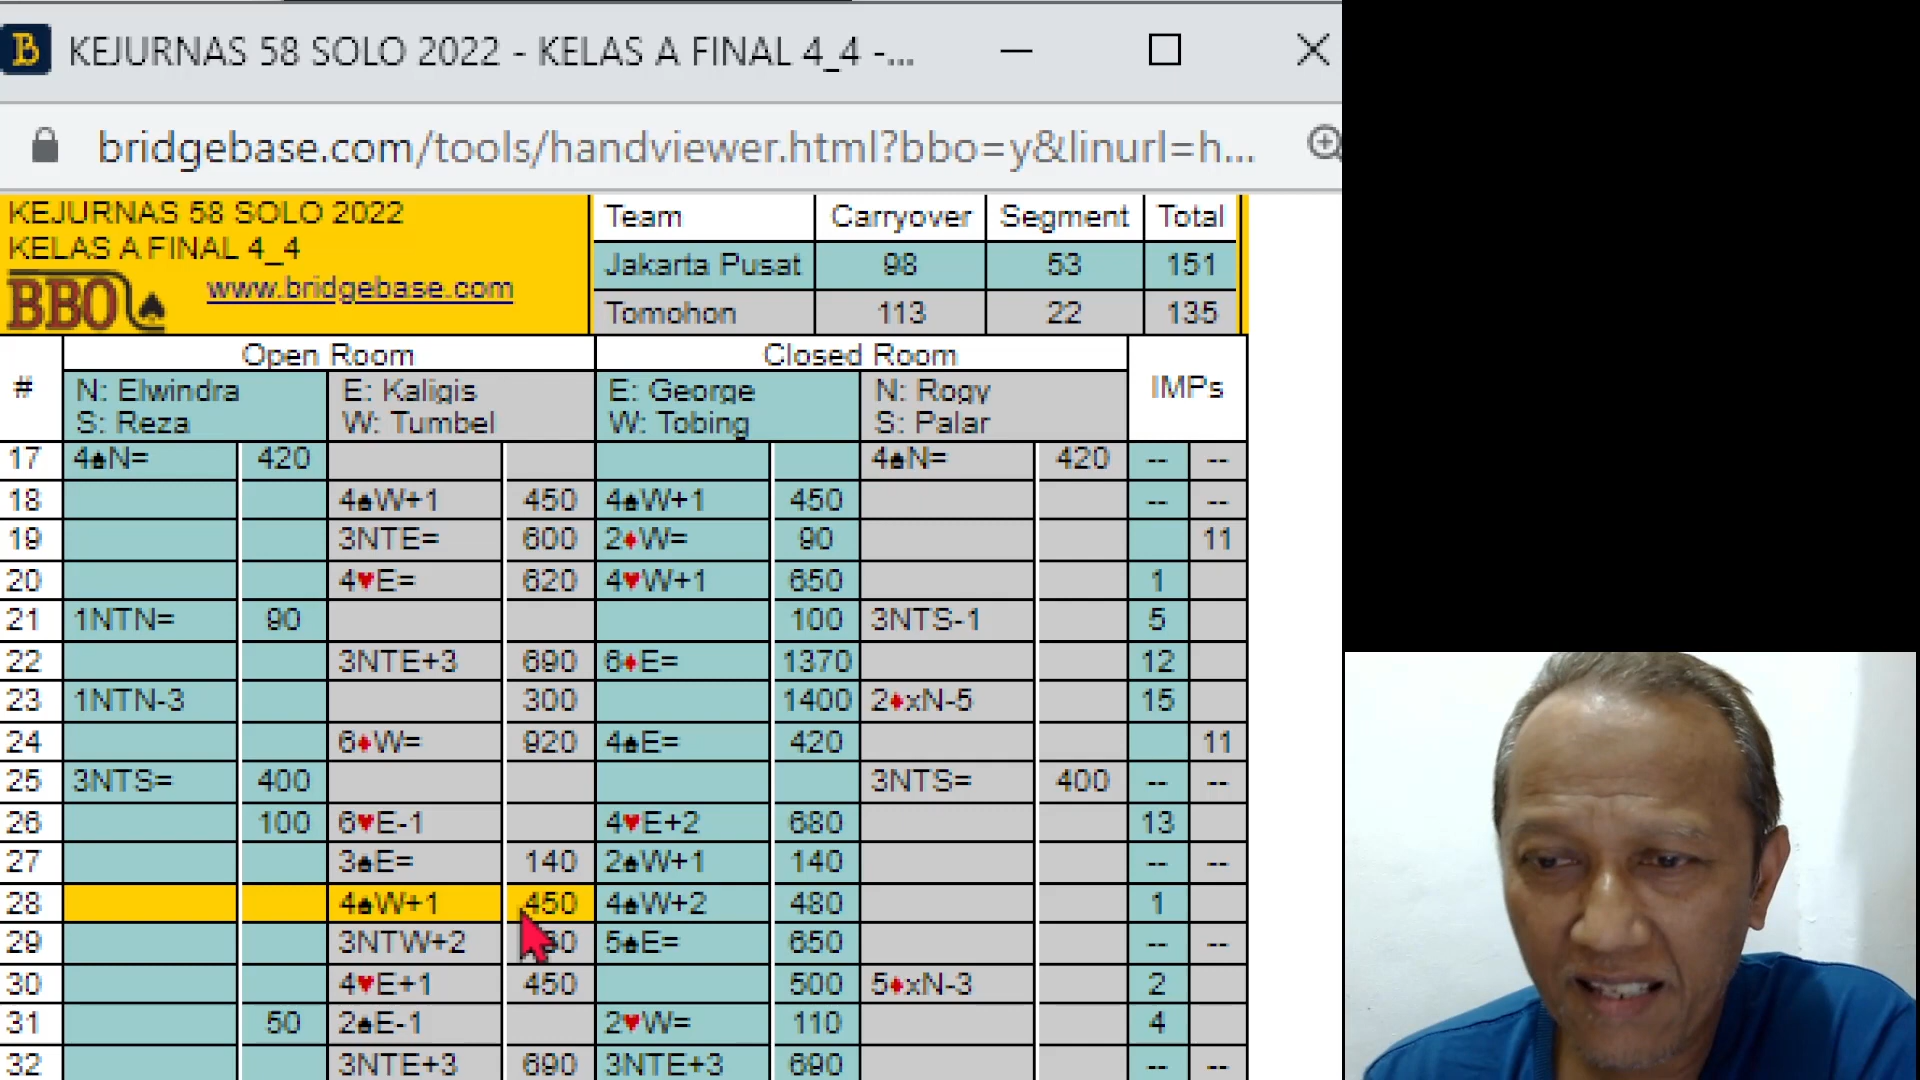 KEJURNAS 58 SOLO 2022 - KELAS A FINAL 4_4 -...
bridgebase.com/tools/handviewer.html?bbo=y&linurl=h...
KEJURNAS 58 SOLO 2022
KELAS A FINAL 4_4
BBO www.bridgebase.com
Team Carryover Segment Total
Jakarta Pusat 98 53 151
Tomohon 113 22 135
# Open Room Closed Room IMPs
N: Elwindra E: Kaligis E: George N: Rogy
S: Reza W: Tumbel W: Tobing S: Palar
17 4♠N= 420 4♠N= 420 -- --
18 4♠W+1 450 4♠W+1 450 -- --
19 3NTE= 600 2♦W= 90 11
20 4♥E= 620 4♥W+1 650 1
21 1NTN= 90 100 3NTS-1 5
22 3NTE+3 690 6♦E= 1370 12
23 1NTN-3 300 1400 2♦xN-5 15
24 6♦W= 920 4♠E= 420 11
25 3NTS= 400 3NTS= 400 -- --
26 100 6♥E-1 4♥E+2 680 13
27 3♠E= 140 2♠W+1 140 -- --
28 4♠W+1 450 4♠W+2 480 1
29 3NTW+2 5♠E= 650 -- --
30 4♥E+1 450 500 5♦xN-3 2
31 50 2♠E-1 2♥W= 110 4
32 3NTE+3 690 3NTE+3 690 -- --